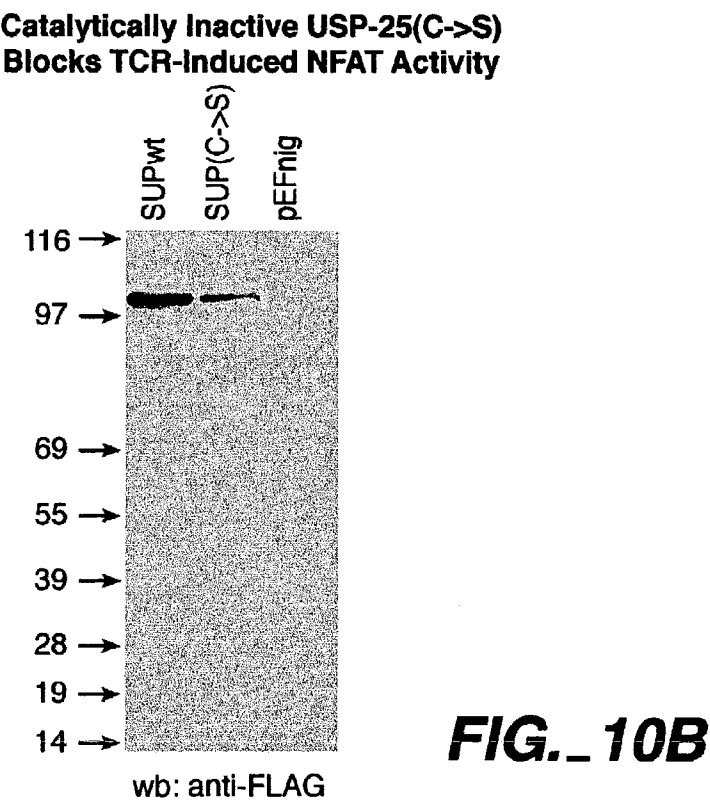 Catalytically Inactive USP-25(C->S)
Blocks TCR-Induced NFAT Activity
SUPwt
SUP(C->S)
pEFnig
116
97
69
55
39
28
19
14
wb: anti-FLAG
FIG._10B